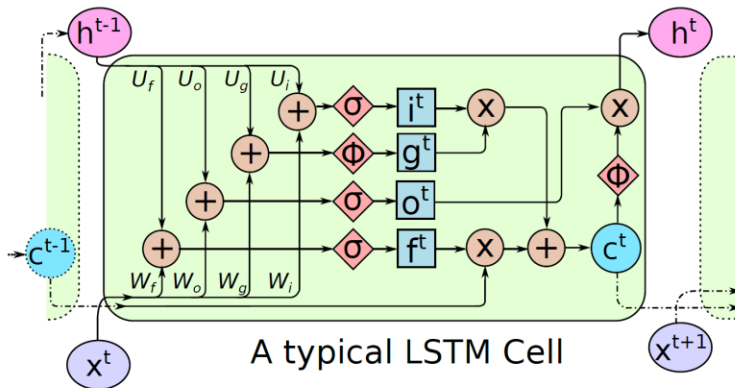 h^{t-1} h^t
U_f U_o U_g U_i
+ σ i^t x x
+ Φ g^t Φ
+ σ o^t
c^{t-1} + σ f^t x + c^t
W_f W_o W_g W_i
x^t A typical LSTM Cell x^{t+1}